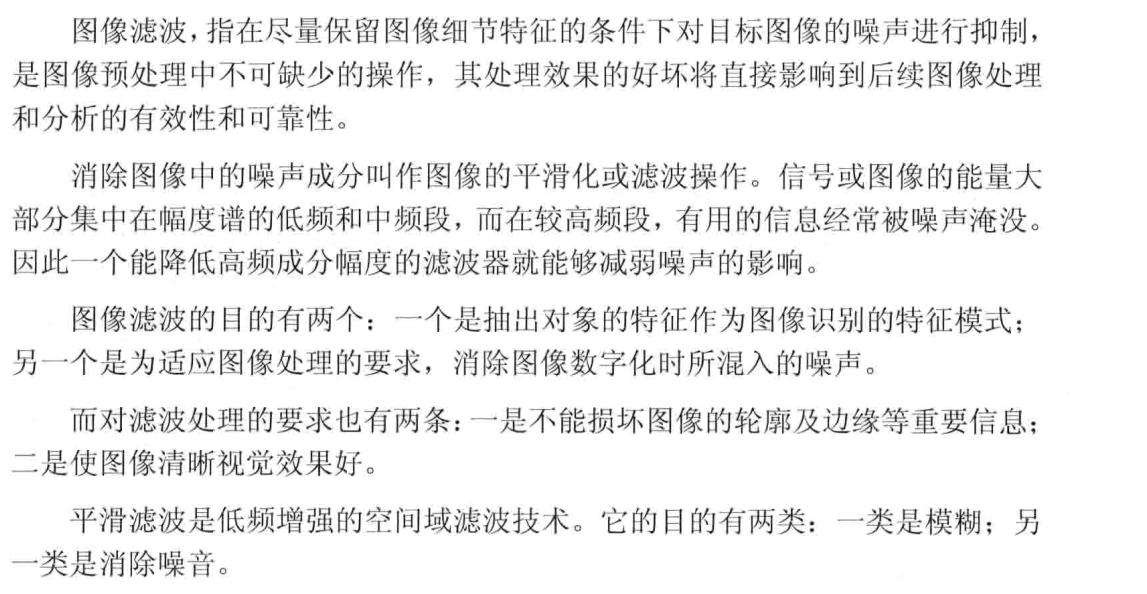 图像滤波，指在尽量保留图像细节特征的条件下对目标图像的噪声进行抑制，
是图像预处理中不可缺少的操作，其处理效果的好坏将直接影响到后续图像处理
和分析的有效性和可靠性。
消除图像中的噪声成分叫作图像的平滑化或滤波操作。信号或图像的能量大
部分集中在幅度谱的低频和中频段，而在较高频段，有用的信息经常被噪声淹没。
因此一个能降低高频成分幅度的滤波器就能够减弱噪声的影响。
图像滤波的目的有两个：一个是抽出对象的特征作为图像识别的特征模式；
另一个是为适应图像处理的要求，消除图像数字化时所混入的噪声。
而对滤波处理的要求也有两条：一是不能损坏图像的轮廓及边缘等重要信息；
二是使图像清晰视觉效果好。
平滑滤波是低频增强的空间域滤波技术。它的目的有两类：一类是模糊；另
一类是消除噪音。